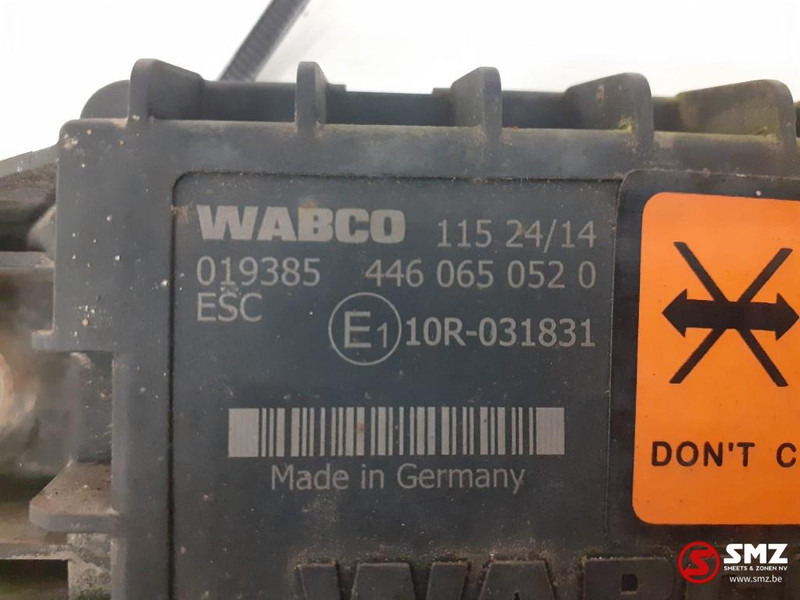 WABCO 115 24/14
019385 446 065 052 0
ESC
E1 10R-031831
Made in Germany
DON'T C
WAB
SMZ
SHEETS & ZONEN NV
www.smz.be